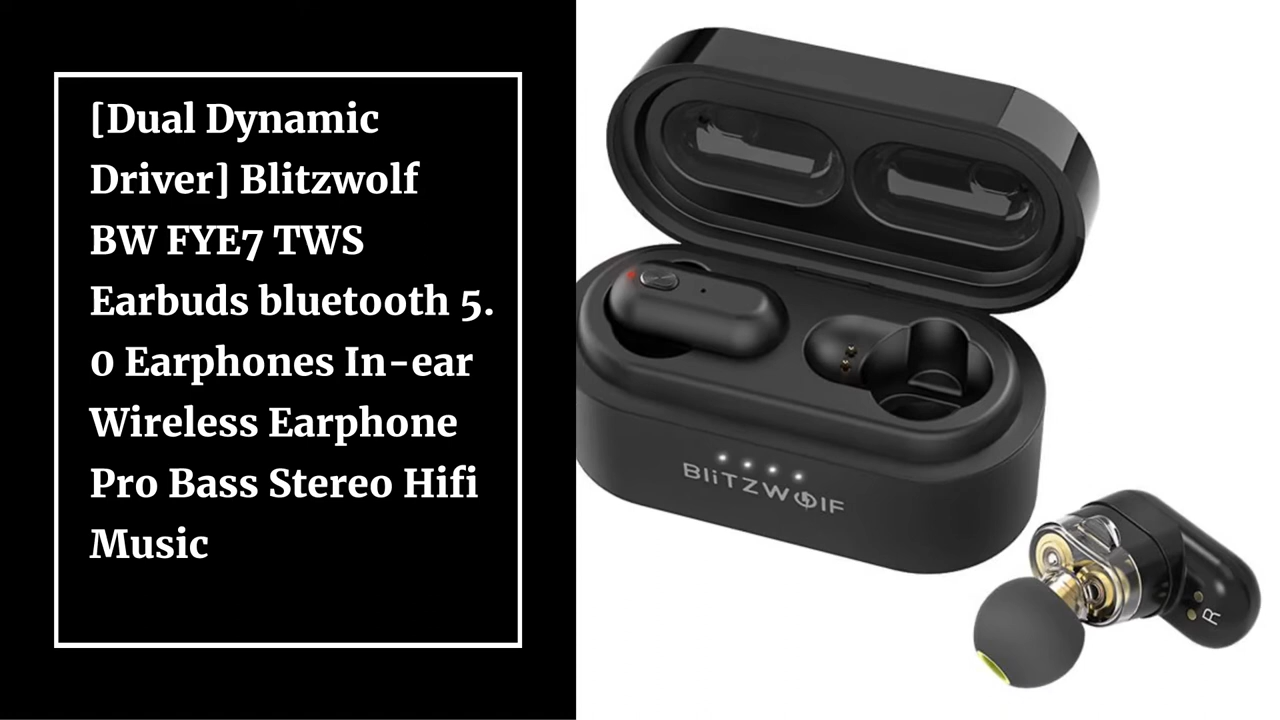 [Dual Dynamic
Driver] Blitzwolf
BW FYE7 TWS
Earbuds bluetooth 5.
0 Earphones In-ear
Wireless Earphone
Pro Bass Stereo Hifi
Music
BliTZWOlF
R